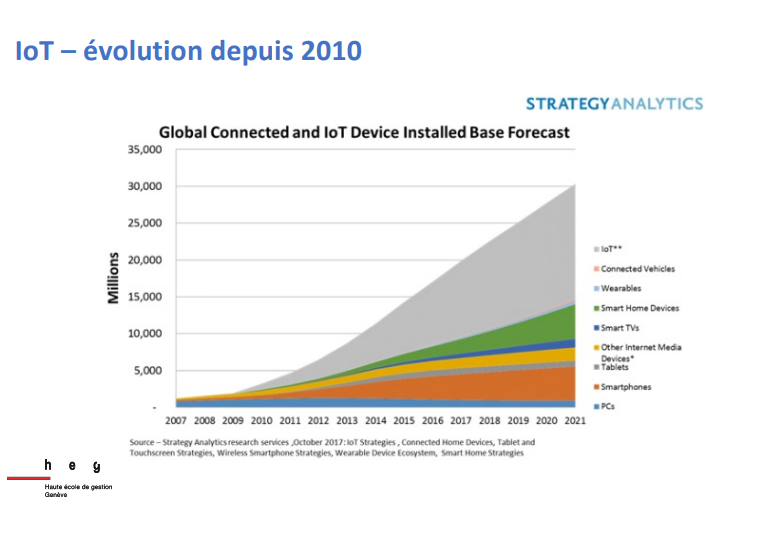 IoT – évolution depuis 2010
STRATEGYANALYTICS
Global Connected and IoT Device Installed Base Forecast
35,000
30,000
25,000
20,000
15,000
10,000
5,000
-
Millions
2007 2008 2009 2010 2011 2012 2013 2014 2015 2016 2017 2018 2019 2020 2021
IoT**
Connected Vehicles
Wearables
Smart Home Devices
Smart TVs
Other Internet Media
Devices*
Tablets
Smartphones
PCs
Source – Strategy Analytics research services ,October 2017: IoT Strategies , Connected Home Devices, Tablet and
Touchscreen Strategies, Wireless Smartphone Strategies, Wearable Device Ecosystem, Smart Home Strategies
h e g
Haute école de gestion
Genève